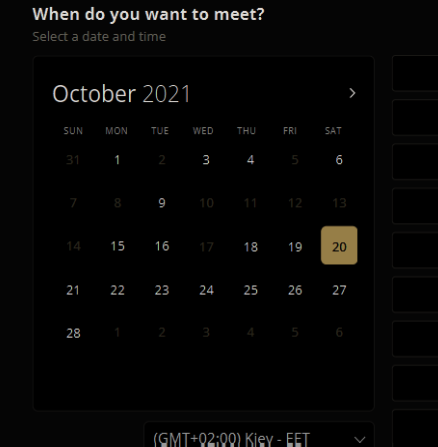 When do you want to meet?
Select a date and time
October 2021
SUN MON TUE WED THU FRI SAT
31 1 2 3 4 5 6
7 8 9 10 11 12 13
14 15 16 17 18 19 20
21 22 23 24 25 26 27
28 1 2 3 4 5 6
(GMT+02:00) Kiev - EET